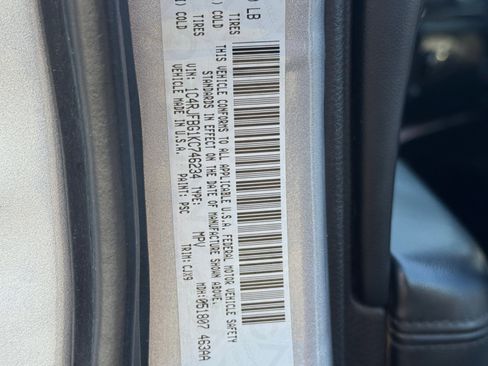 LB
) COLD TIRES
) COLD TIRES
THIS VEHICLE CONFORMS TO ALL APPLICABLE U.S.A. FEDERAL MOTOR VEHICLE SAFETY
STANDARDS IN EFFECT ON THE DATE OF MANUFACTURE SHOWN ABOVE.
VIN: 1C4RJFBG1KC746234 TYPE: MPV MDH:051807 463AA
VEHICLE MADE IN U.S.A. PAINT: PSC TRIM:CJX9